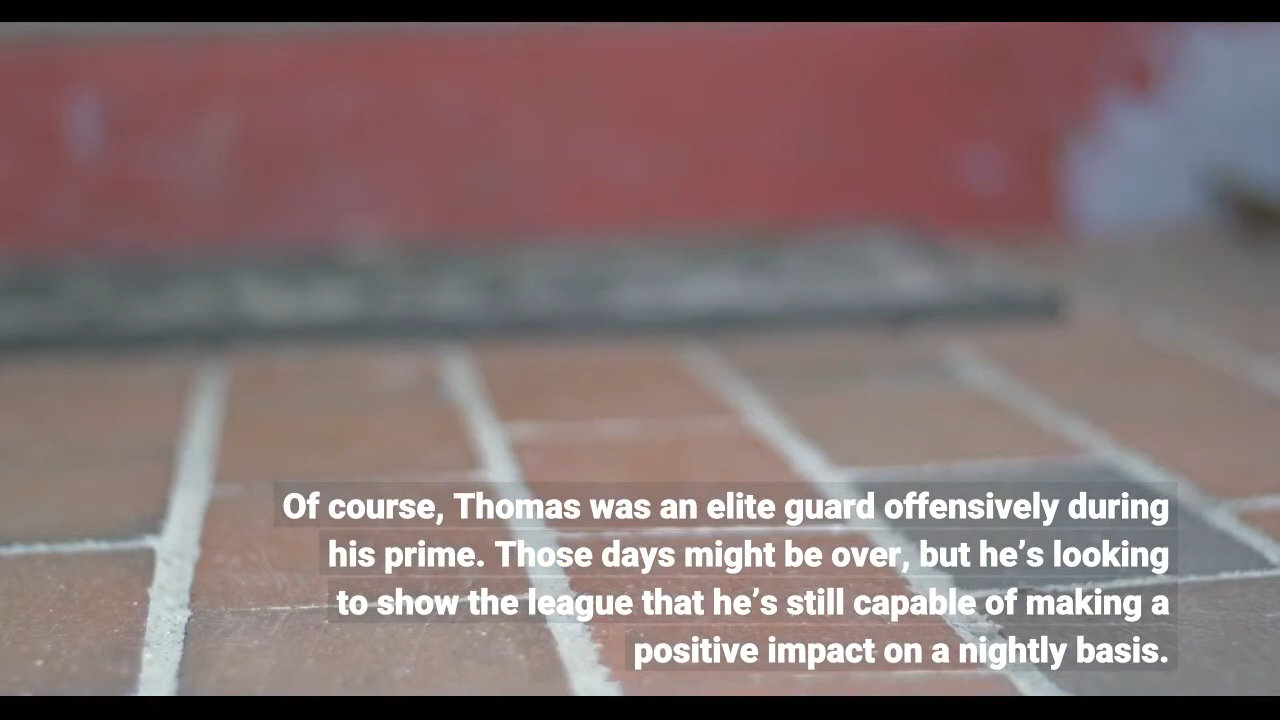 Of course, Thomas was an elite guard offensively during
his prime. Those days might be over, but he’s looking
to show the league that he’s still capable of making a
positive impact on a nightly basis.